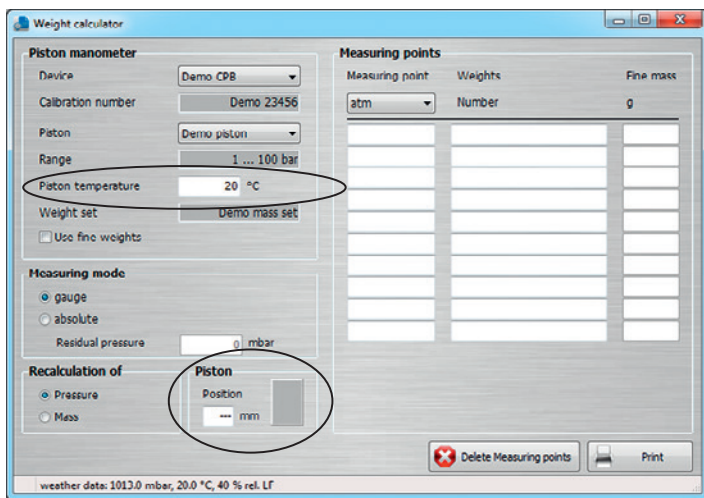 Weight calculator
Piston manometer
Device Demo CPB
Calibration number Demo 23456
Piston Demo piston
Range 1 ... 100 bar
Piston temperature 20 °C
Weight set Demo mass set
Use fine weights
Measuring mode
gauge
absolute
Residual pressure 0 mbar
Recalculation of
Pressure
Mass
Piston
Position
--- mm
Measuring points
Measuring point Weights Fine mass
atm Number g
Delete Measuring points Print
weather data: 1013.0 mbar, 20.0 °C, 40 % rel. LF